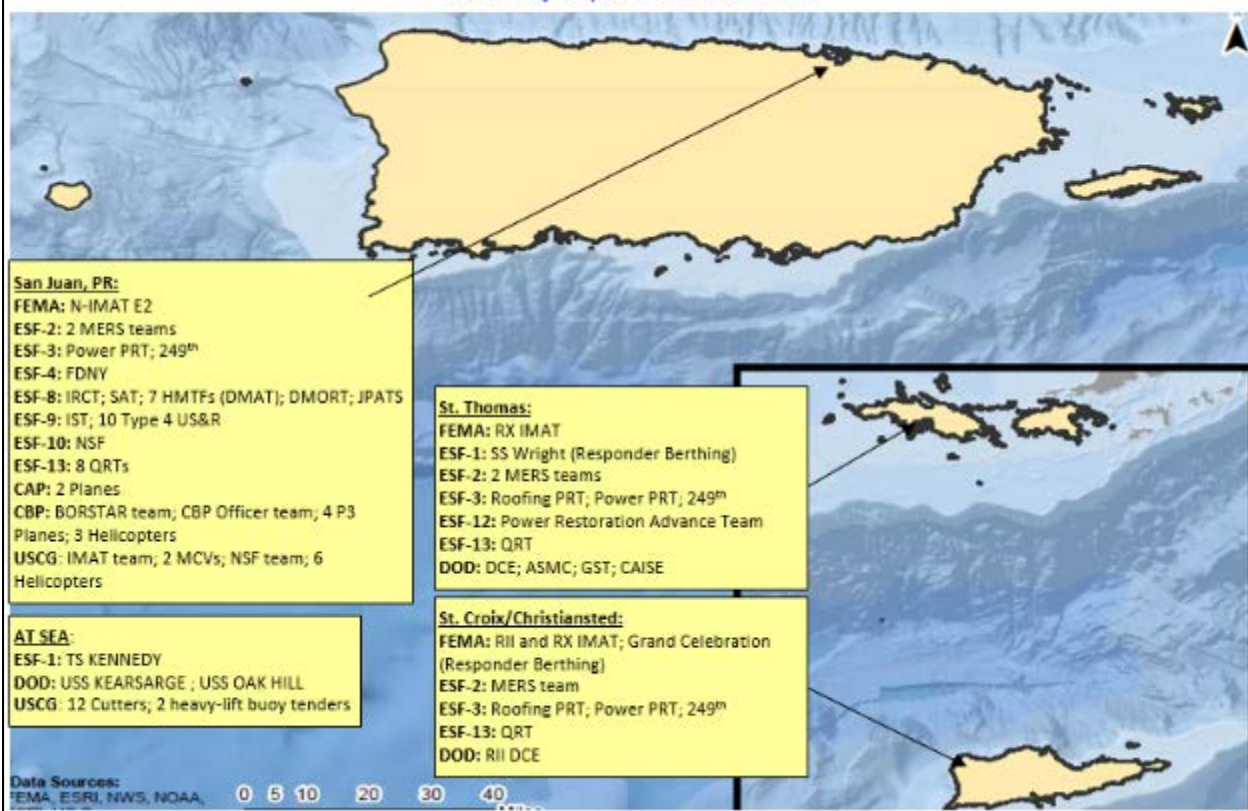 San Juan, PR:
FEMA: N-IMAT E2
ESF-2: 2 MERS teams
ESF-3: Power PRT; 249th
ESF-4: FDNY
ESF-8: IRCT; SAT; 7 HMTFs (DMAT); DMORT; JPATS
ESF-9: IST; 10 Type 4 US&R
ESF-10: NSF
ESF-13: 8 QRTs
CAP: 2 Planes
CBP: BORSTAR team; CBP Officer team; 4 P3
Planes; 3 Helicopters
USCG: IMAT team; 2 MCVs; NSF team; 6
Helicopters
AT SEA:
ESF-1: TS KENNEDY
DOD: USS KEARSARGE ; USS OAK HILL
USCG: 12 Cutters; 2 heavy-lift buoy tenders
St. Thomas:
FEMA: RX IMAT
ESF-1: SS Wright (Responder Berthing)
ESF-2: 2 MERS teams
ESF-3: Roofing PRT; Power PRT; 249th
ESF-12: Power Restoration Advance Team
ESF-13: QRT
DOD: DCE; ASMC; GST; CAISE
St. Croix/Christiansted:
FEMA: RII and RX IMAT; Grand Celebration
(Responder Berthing)
ESF-2: MERS team
ESF-3: Roofing PRT; Power PRT; 249th
ESF-13: QRT
DOD: RII DCE
Data Sources:
FEMA, ESRI, NWS, NOAA,
0 5 10 20 30 40